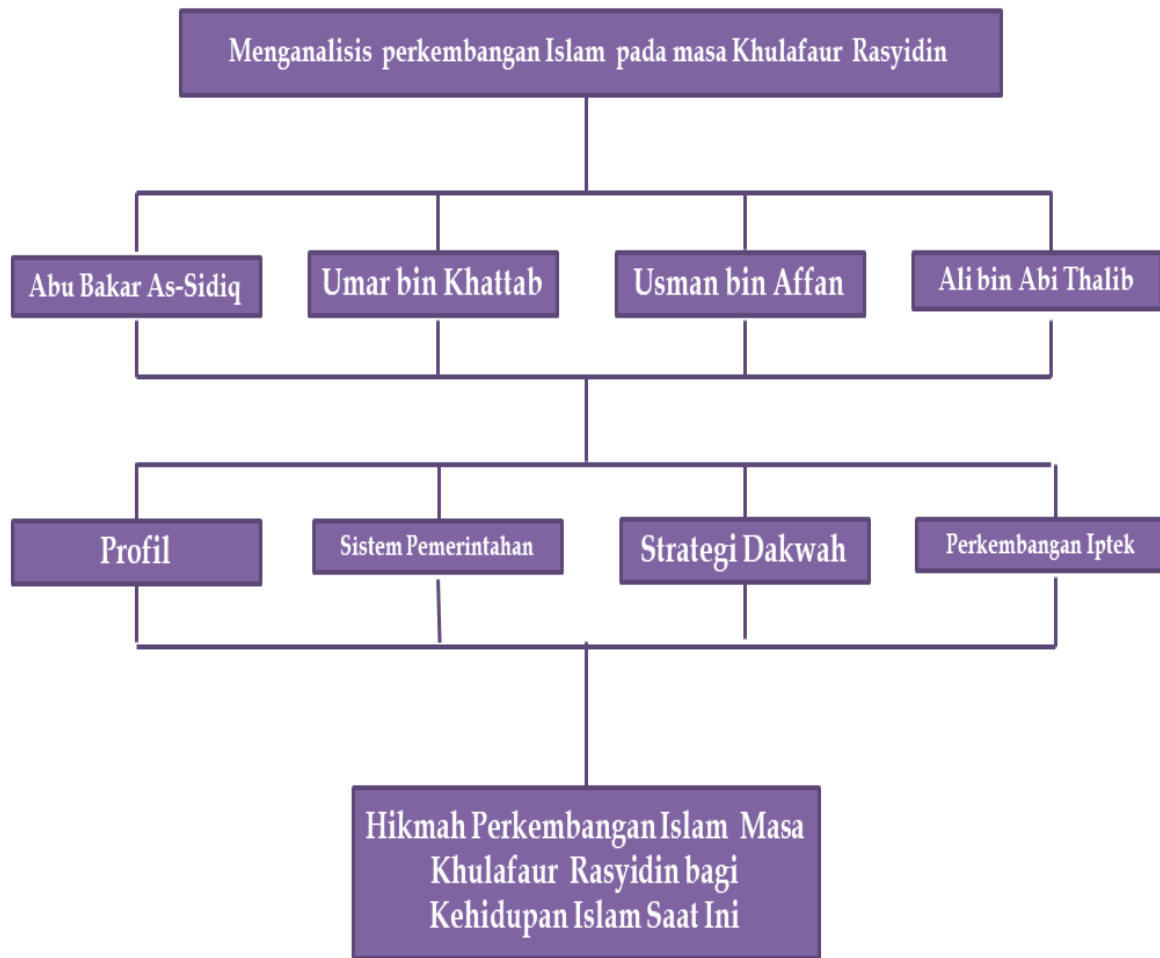 Menganalisis perkembangan Islam pada masa Khulafaur Rasyidin
Abu Bakar As-Sidiq
Umar bin Khattab
Usman bin Affan
Ali bin Abi Thalib
Profil
Sistem Pemerintahan
Strategi Dakwah
Perkembangan Iptek
Hikmah Perkembangan Islam Masa
Khulafaur Rasyidin bagi
Kehidupan Islam Saat Ini